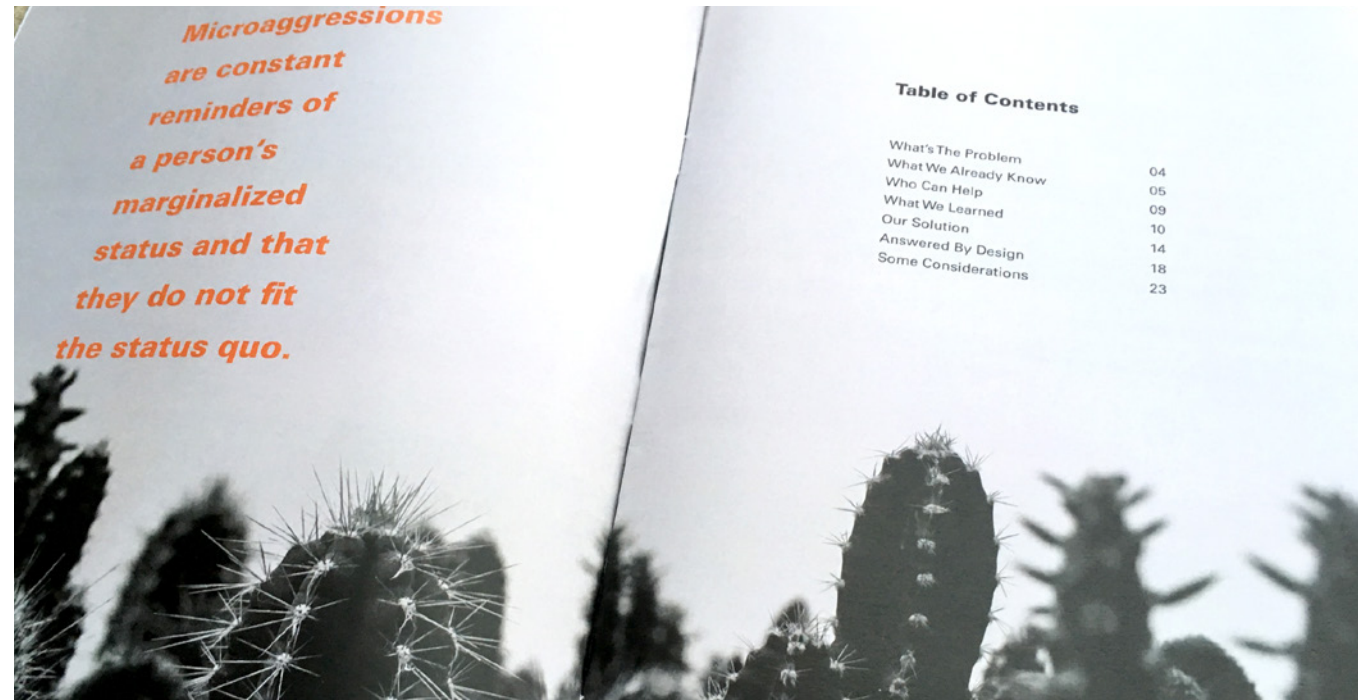 Microaggressions
are constant
reminders of
a person's
marginalized
status and that
they do not fit
the status quo.
Table of Contents
What's The Problem 04
What We Already Know 05
Who Can Help 09
What We Learned 10
Our Solution 14
Answered By Design 18
Some Considerations 23